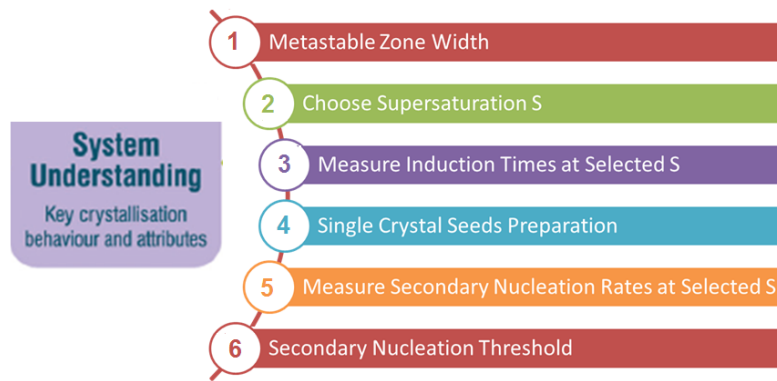 System
Understanding
Key crystallisation
behaviour and attributes
1 Metastable Zone Width
2 Choose Supersaturation S
3 Measure Induction Times at Selected S
4 Single Crystal Seeds Preparation
5 Measure Secondary Nucleation Rates at Selected S
6 Secondary Nucleation Threshold